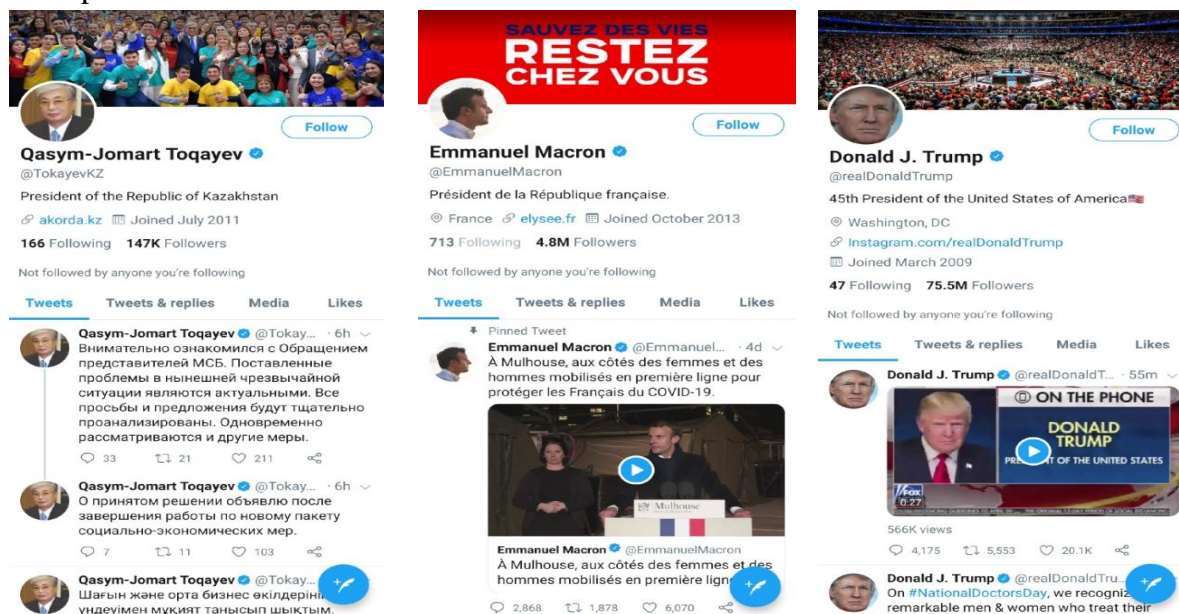 Follow
Qasym-Jomart Toqayev
@TokayevKZ
President of the Republic of Kazakhstan
akorda.kz Joined July 2011
166 Following 147K Followers
Not followed by anyone you're following
Tweets Tweets & replies Media Likes
Qasym-Jomart Toqayev @Tokay... · 6h
Внимательно ознакомился с Обращением
представителей МСБ. Поставленные
проблемы в нынешней чрезвычайной
ситуации являются актуальными. Все
просьбы и предложения будут тщательно
проанализированы. Одновременно
рассматриваются и другие меры.
33 21 211
Qasym-Jomart Toqayev @Tokay... · 6h
О принятом решении объявлю после
завершения работы по новому пакету
социально-экономических мер.
7 11 103
Qasym-Jomart Toqayev @Tokay...
Шағын және орта бизнес өкілдерінің
үндеуімен мұқият танысып шықтым.
SAUVEZ DES VIES
RESTEZ
CHEZ VOUS
Follow
Emmanuel Macron
@EmmanuelMacron
Président de la République française.
France elysee.fr Joined October 2013
713 Following 4.8M Followers
Not followed by anyone you're following
Tweets Tweets & replies Media Likes
Pinned Tweet
Emmanuel Macron @Emmanuel... · 4d
À Mulhouse, aux côtés des femmes et des
hommes mobilisés en première ligne pour
protéger les Français du COVID-19.
Mulhouse
Emmanuel Macron @EmmanuelMacron
À Mulhouse, aux côtés des femmes et des
hommes mobilisés en première ligne
2,868 1,878 6,070
Follow
Donald J. Trump
@realDonaldTrump
45th President of the United States of America🇺🇸
Washington, DC
Instagram.com/realDonaldTrump
Joined March 2009
47 Following 75.5M Followers
Not followed by anyone you're following
Tweets Tweets & replies Media Likes
Donald J. Trump @realDonaldT... · 55m
ON THE PHONE
DONALD
TRUMP
PRESIDENT OF THE UNITED STATES
FOX
0:27
566K views
4,175 5,553 20.1K
Donald J. Trump @realDonaldTru...
On #NationalDoctorsDay, we recogniz
remarkable men & women who treat their